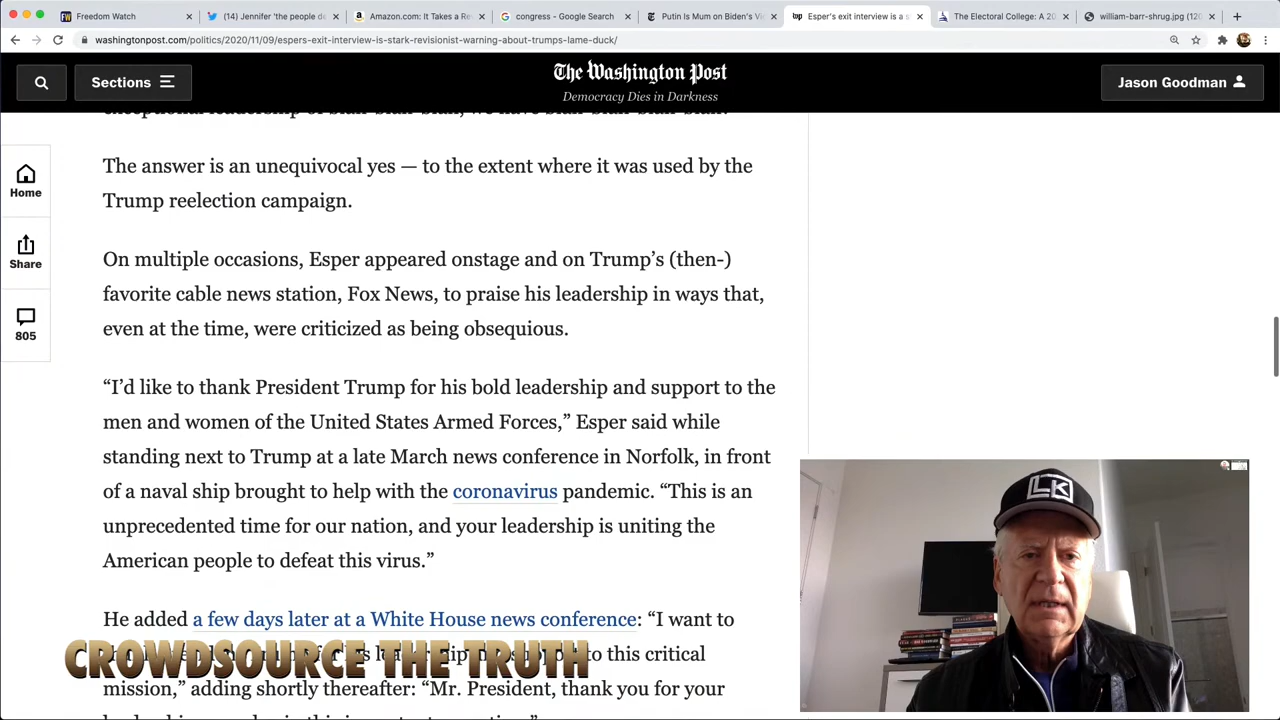 Freedom Watch
(14) Jennifer 'the people de
Amazon.com: It Takes a Re
congress - Google Search
Putin Is Mum on Biden's Vi
Esper's exit interview is a s
The Electoral College: A 20
william-barr-shrug.jpg (120
washingtonpost.com/politics/2020/11/09/espers-exit-interview-is-stark-revisionist-warning-about-trumps-lame-duck/
Sections
The Washington Post
Democracy Dies in Darkness
Jason Goodman
Home
Share
805
The answer is an unequivocal yes — to the extent where it was used by the
Trump reelection campaign.
On multiple occasions, Esper appeared onstage and on Trump’s (then-)
favorite cable news station, Fox News, to praise his leadership in ways that,
even at the time, were criticized as being obsequious.
“I’d like to thank President Trump for his bold leadership and support to the
men and women of the United States Armed Forces,” Esper said while
standing next to Trump at a late March news conference in Norfolk, in front
of a naval ship brought to help with the coronavirus pandemic. “This is an
unprecedented time for our nation, and your leadership is uniting the
American people to defeat this virus.”
He added a few days later at a White House news conference: “I want to
to this critical
mission,” adding shortly thereafter: “Mr. President, thank you for your
CROWDSOURCE THE TRUTH
LK